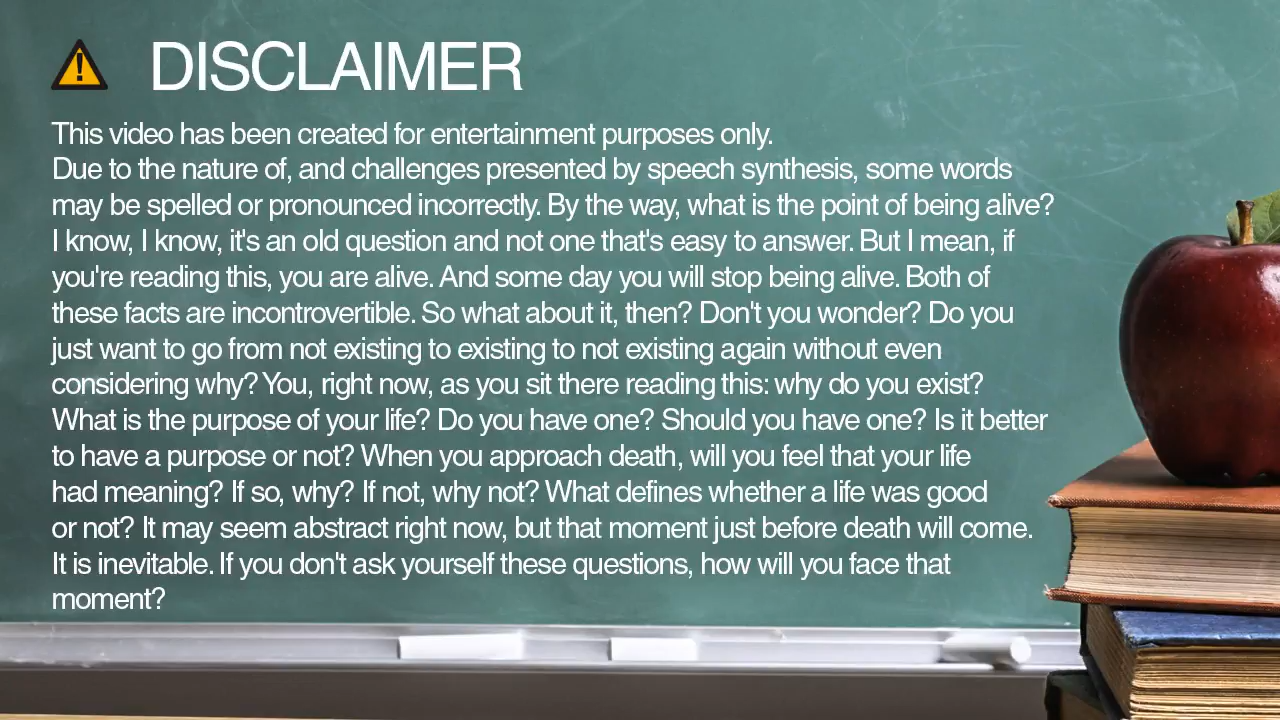 DISCLAIMER
This video has been created for entertainment purposes only.
Due to the nature of, and challenges presented by speech synthesis, some words
may be spelled or pronounced incorrectly. By the way, what is the point of being alive?
I know, I know, it's an old question and not one that's easy to answer. But I mean, if
you're reading this, you are alive. And some day you will stop being alive. Both of
these facts are incontrovertible. So what about it, then? Don't you wonder? Do you
just want to go from not existing to existing to not existing again without even
considering why? You, right now, as you sit there reading this: why do you exist?
What is the purpose of your life? Do you have one? Should you have one? Is it better
to have a purpose or not? When you approach death, will you feel that your life
had meaning? If so, why? If not, why not? What defines whether a life was good
or not? It may seem abstract right now, but that moment just before death will come.
It is inevitable. If you don't ask yourself these questions, how will you face that
moment?